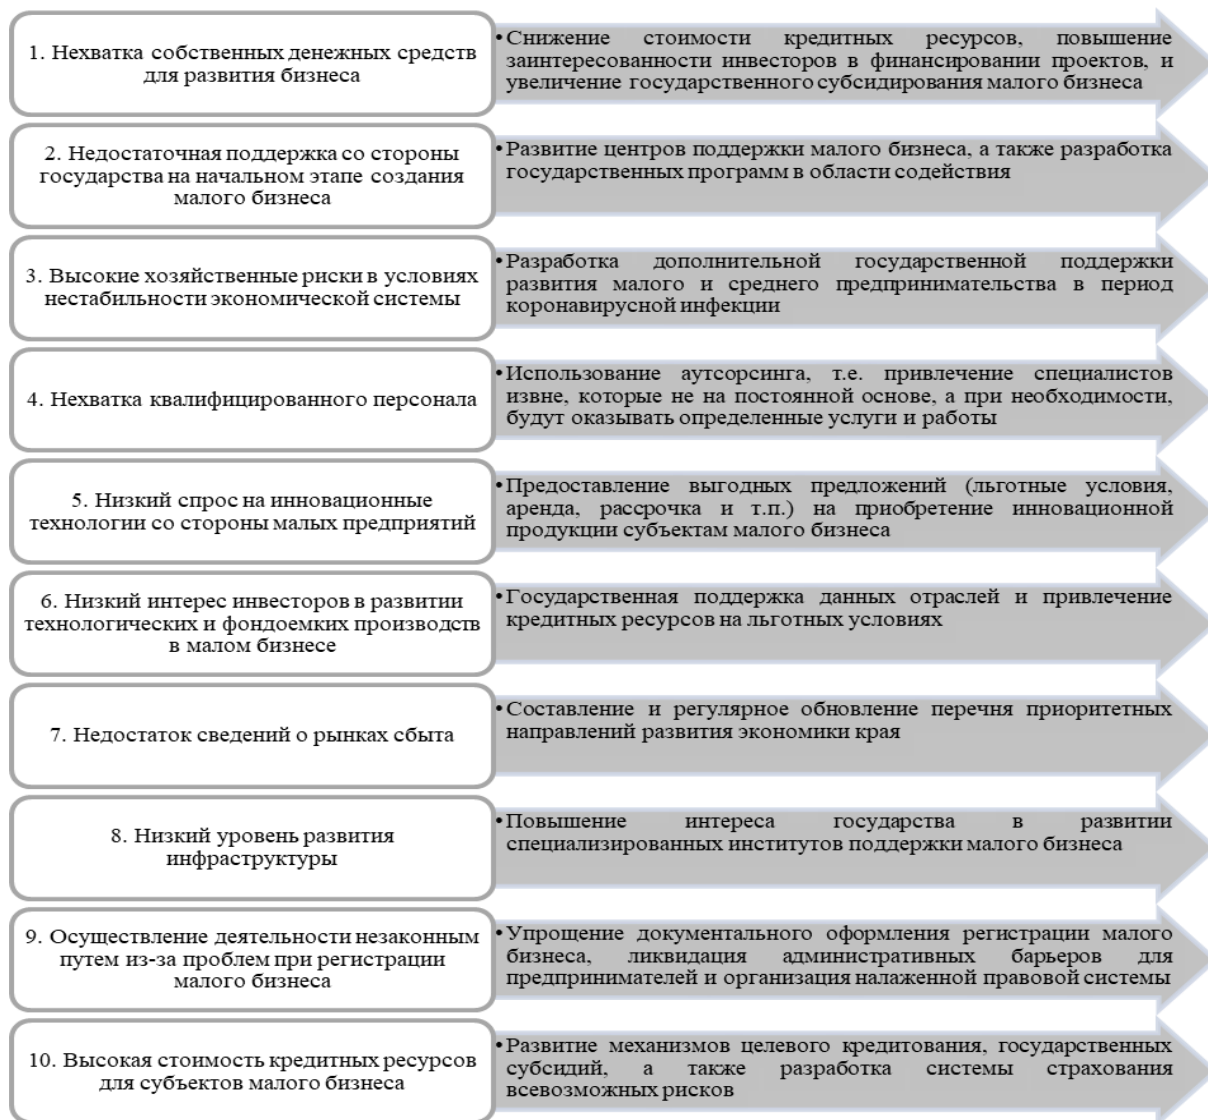 1. Нехватка собственных денежных средств
для развития бизнеса
• Снижение стоимости кредитных ресурсов, повышение
заинтересованности инвесторов в финансировании проектов, и
увеличение государственного субсидирования малого бизнеса
2. Недостаточная поддержка со стороны
государства на начальном этапе создания
малого бизнеса
• Развитие центров поддержки малого бизнеса, а также разработка
государственных программ в области содействия
3. Высокие хозяйственные риски в условиях
нестабильности экономической системы
• Разработка дополнительной государственной поддержки
развития малого и среднего предпринимательства в период
коронавирусной инфекции
4. Нехватка квалифицированного персонала
• Использование аутсорсинга, т.е. привлечение специалистов
извне, которые не на постоянной основе, а при необходимости,
будут оказывать определенные услуги и работы
5. Низкий спрос на инновационные
технологии со стороны малых предприятий
• Предоставление выгодных предложений (льготные условия,
аренда, рассрочка и т.п.) на приобретение инновационной
продукции субъектам малого бизнеса
6. Низкий интерес инвесторов в развитии
технологических и фондоемких производств
в малом бизнесе
• Государственная поддержка данных отраслей и привлечение
кредитных ресурсов на льготных условиях
7. Недостаток сведений о рынках сбыта
• Составление и регулярное обновление перечня приоритетных
направлений развития экономики края
8. Низкий уровень развития
инфраструктуры
• Повышение интереса государства в развитии
специализированных институтов поддержки малого бизнеса
9. Осуществление деятельности незаконным
путем из-за проблем при регистрации
малого бизнеса
• Упрощение документального оформления регистрации малого
бизнеса, ликвидация административных барьеров для
предпринимателей и организация налаженной правовой системы
10. Высокая стоимость кредитных ресурсов
для субъектов малого бизнеса
• Развитие механизмов целевого кредитования, государственных
субсидий, а также разработка системы страхования
всевозможных рисков